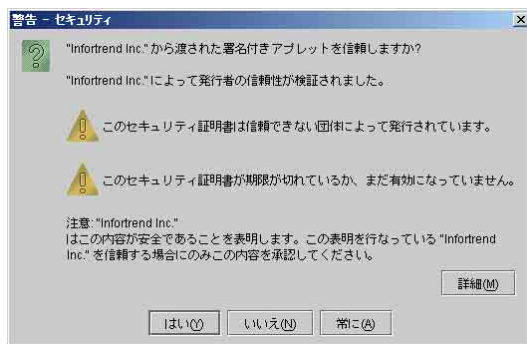 警告 - セキュリティ
"Infortrend Inc."から渡された署名付きアプレットを信頼しますか?
"Infortrend Inc."によって発行者の信頼性が検証されました。
このセキュリティ証明書は信頼できない団体によって発行されています。
このセキュリティ証明書が期限が切れているか、まだ有効になっていません。
注意: "Infortrend Inc."
はこの内容が安全であることを表明します。この表明を行なっている "Infortrend
Inc." を信頼する場合にのみこの内容を承認してください。
詳細(M)
はい(Y)
いいえ(N)
常に(A)